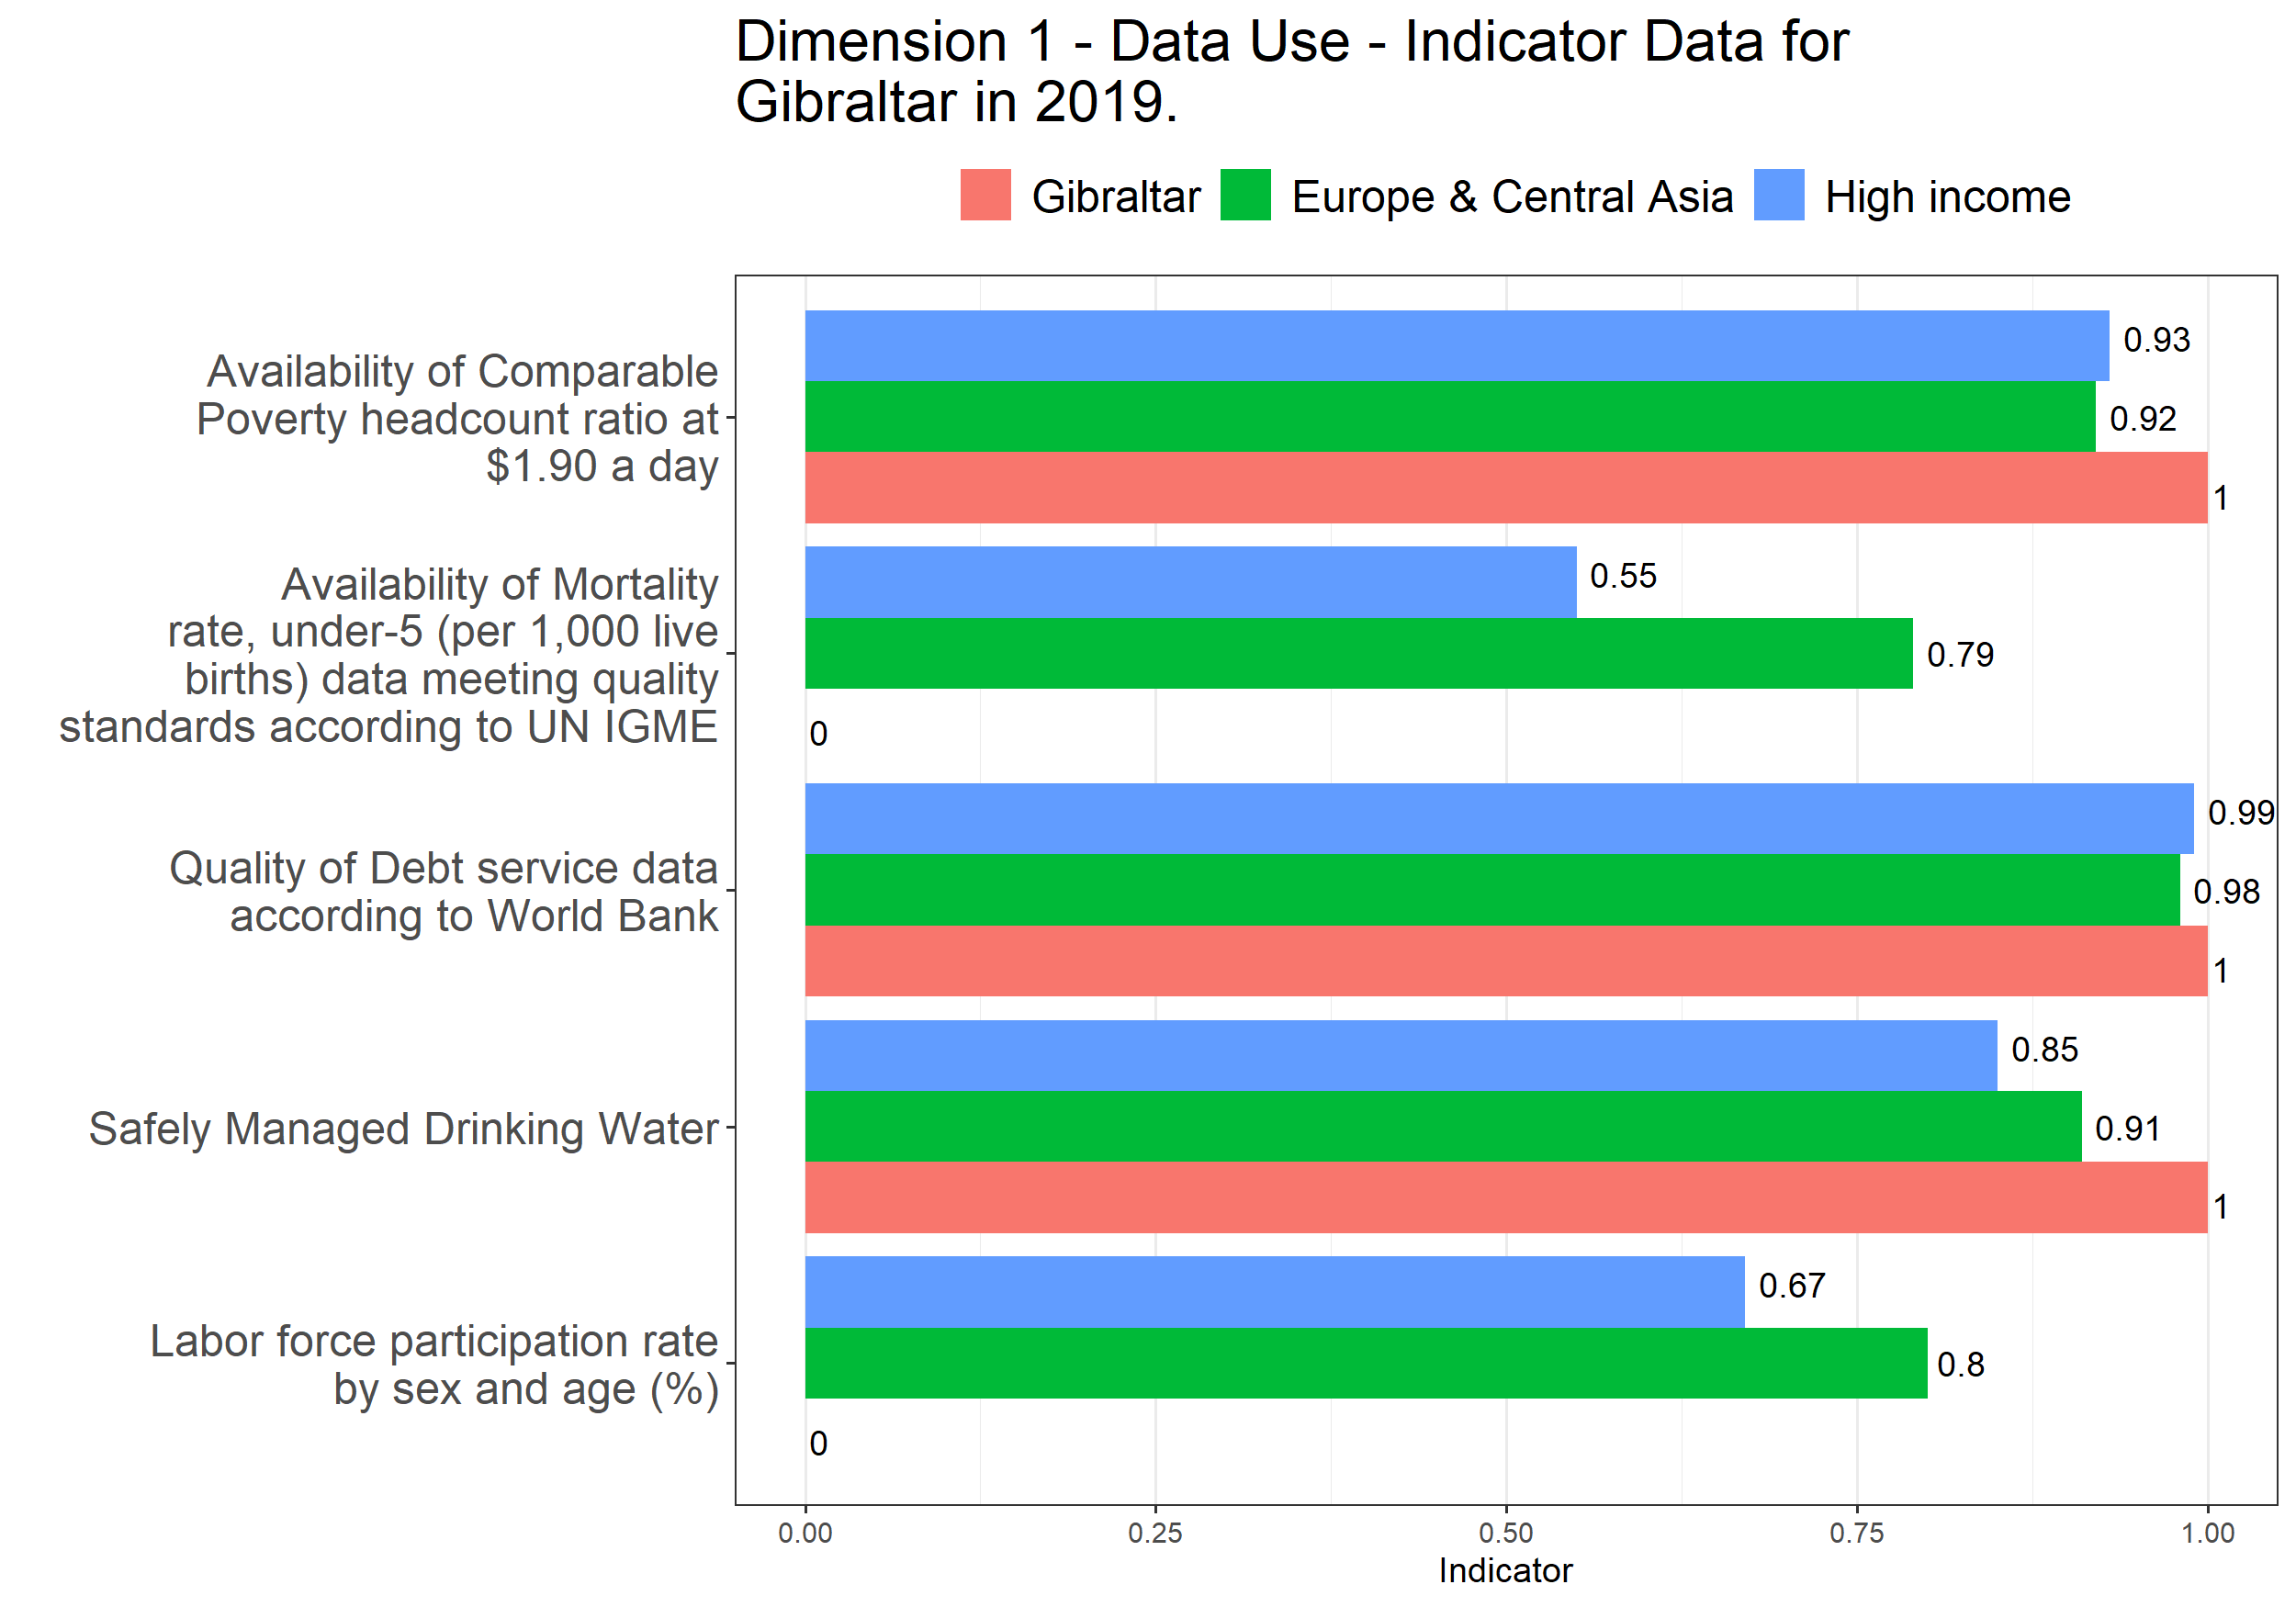 Dimension 1 - Data Use - Indicator Data for
Gibraltar in 2019.
Gibraltar Europe & Central Asia High income
Availability of Comparable
Poverty headcount ratio at
$1.90 a day
0.93
0.92
1
Availability of Mortality
rate, under-5 (per 1,000 live
births) data meeting quality
standards according to UN IGME
0.55
0.79
0
Quality of Debt service data
according to World Bank
0.99
0.98
1
Safely Managed Drinking Water
0.85
0.91
1
Labor force participation rate
by sex and age (%)
0.67
0.8
0
0.00 0.25 0.50 0.75 1.00
Indicator